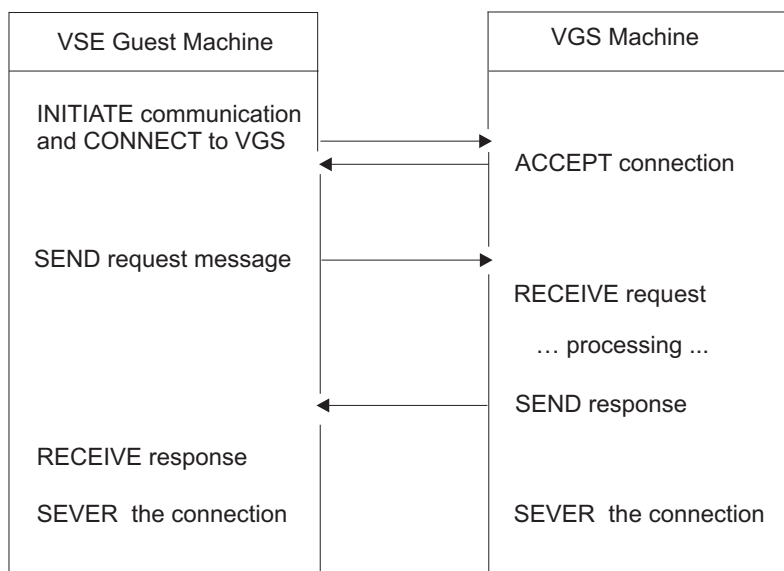 VSE Guest Machine
VGS Machine
INITIATE communication
and CONNECT to VGS
ACCEPT connection
SEND request message
RECEIVE request
… processing ...
SEND response
RECEIVE response
SEVER the connection
SEVER the connection